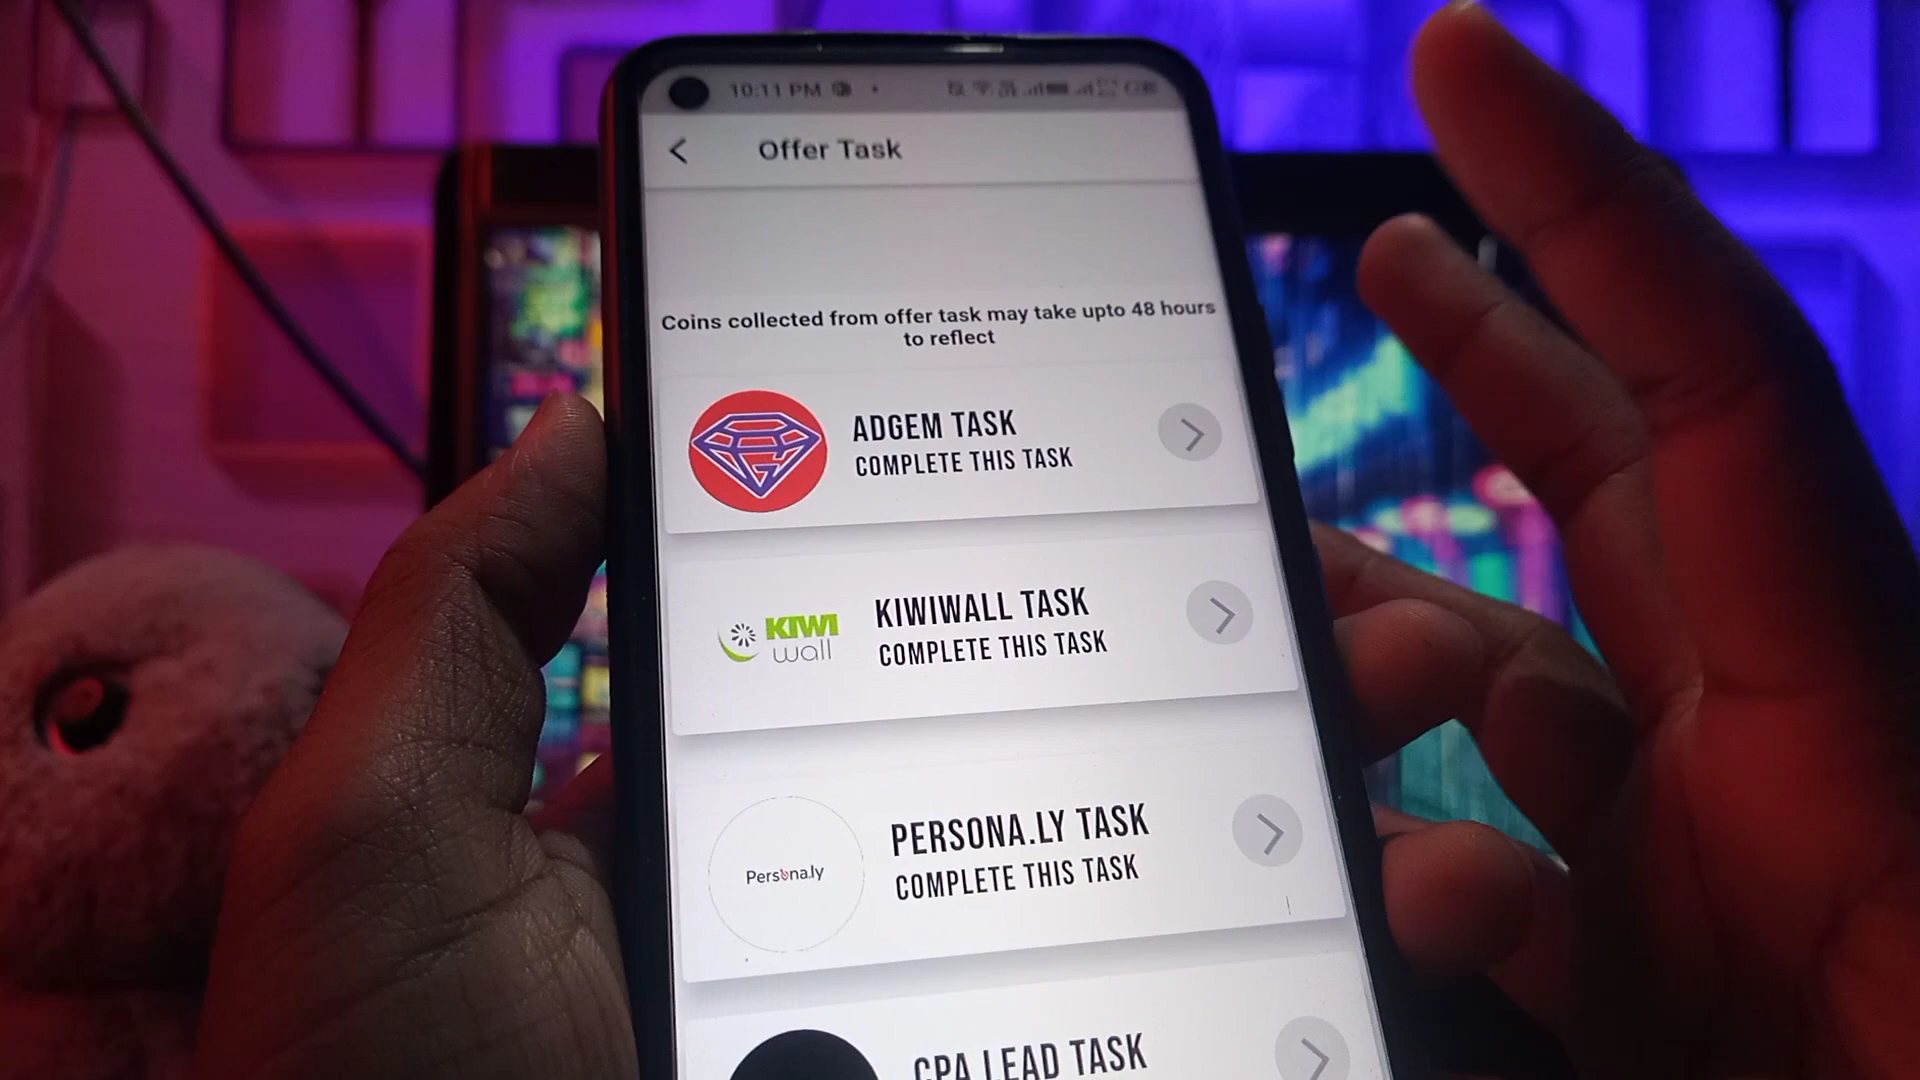 10:11 PM
Offer Task
Coins collected from offer task may take upto 48 hours
to reflect
ADGEM TASK
COMPLETE THIS TASK
KIWI
wall
KIWIWALL TASK
COMPLETE THIS TASK
Persona.ly
PERSONA.LY TASK
COMPLETE THIS TASK
CPA LEAD TASK